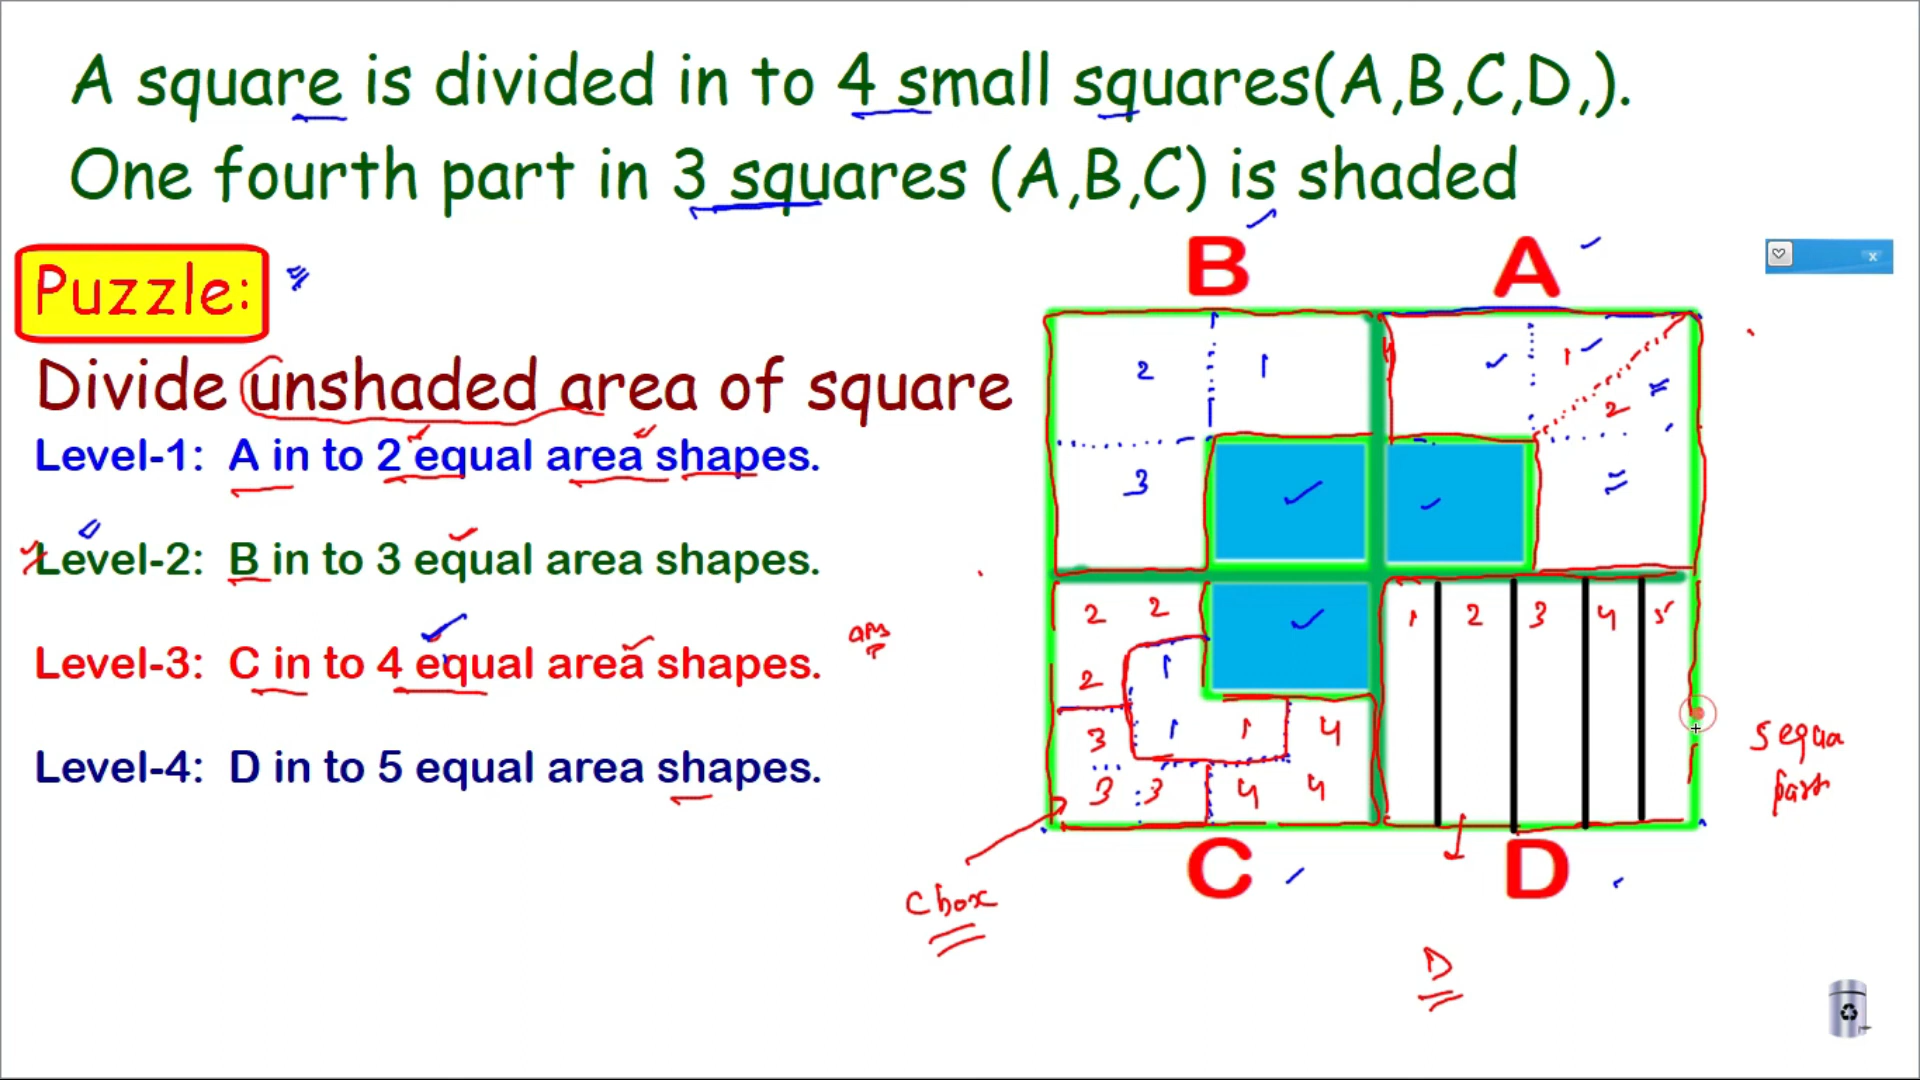 A square is divided in to 4 small squares(A,B,C,D,).
One fourth part in 3 squares (A,B,C) is shaded
Puzzle:
Divide unshaded area of square
Level-1: A in to 2 equal area shapes.
Level-2: B in to 3 equal area shapes.
Level-3: C in to 4 equal area shapes.
Level-4: D in to 5 equal area shapes.
ans
B A
2 1 1
2
3
2 2 1 2 3 4 5
2 1
3 1 1 4
3 3 4 4
C D
C box
D
x